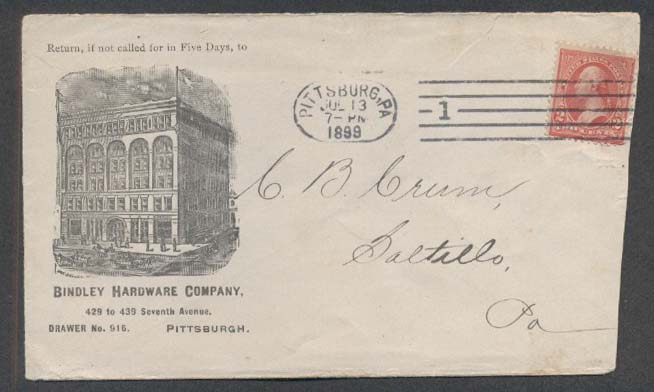 Return, if not called for in Five Days, to
PITTSBURG, PA
JUL 13
7-PM
1899
1
C. B. Crum,
Saltillo,
Pa
BINDLEY HARDWARE COMPANY,
429 to 439 Seventh Avenue.
DRAWER No. 916. PITTSBURGH.